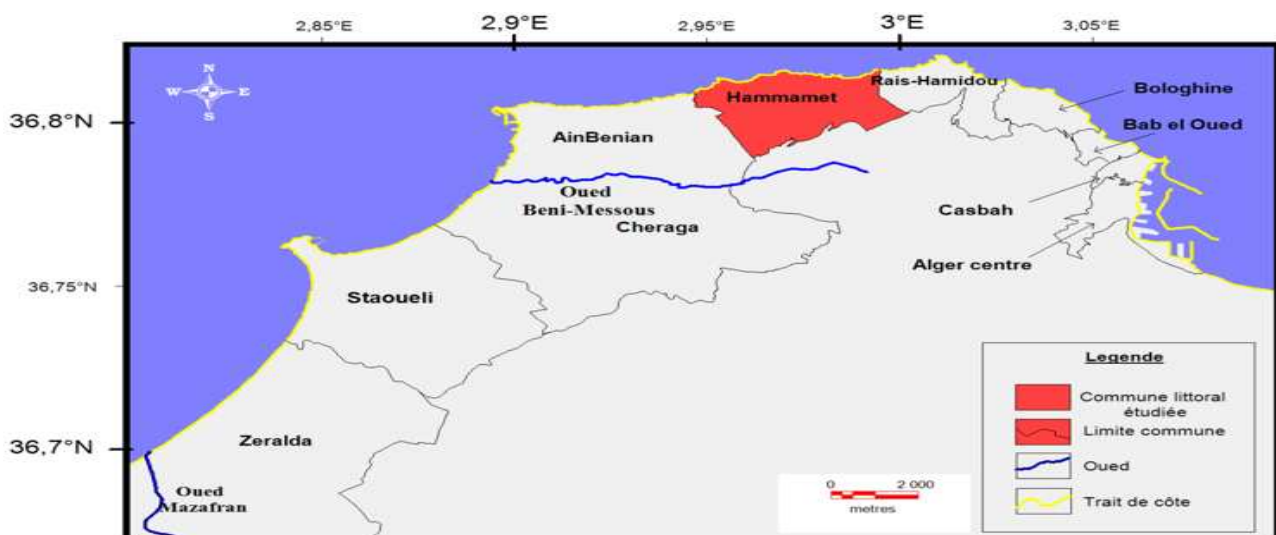 2,85°E
2,9°E
2,95°E
3°E
3,05°E
N
W E
S
36,8°N
36,75°N
36,7°N
Hammamet
Rais-Hamidou
Bologhine
Bab el Oued
AinBenian
Oued
Beni-Messous
Cheraga
Casbah
Alger centre
Staoueli
Zeralda
Oued
Mazafran
0 2 000
metres
Legende
Commune littoral
étudiée
Limite commune
Oued
Trait de côte